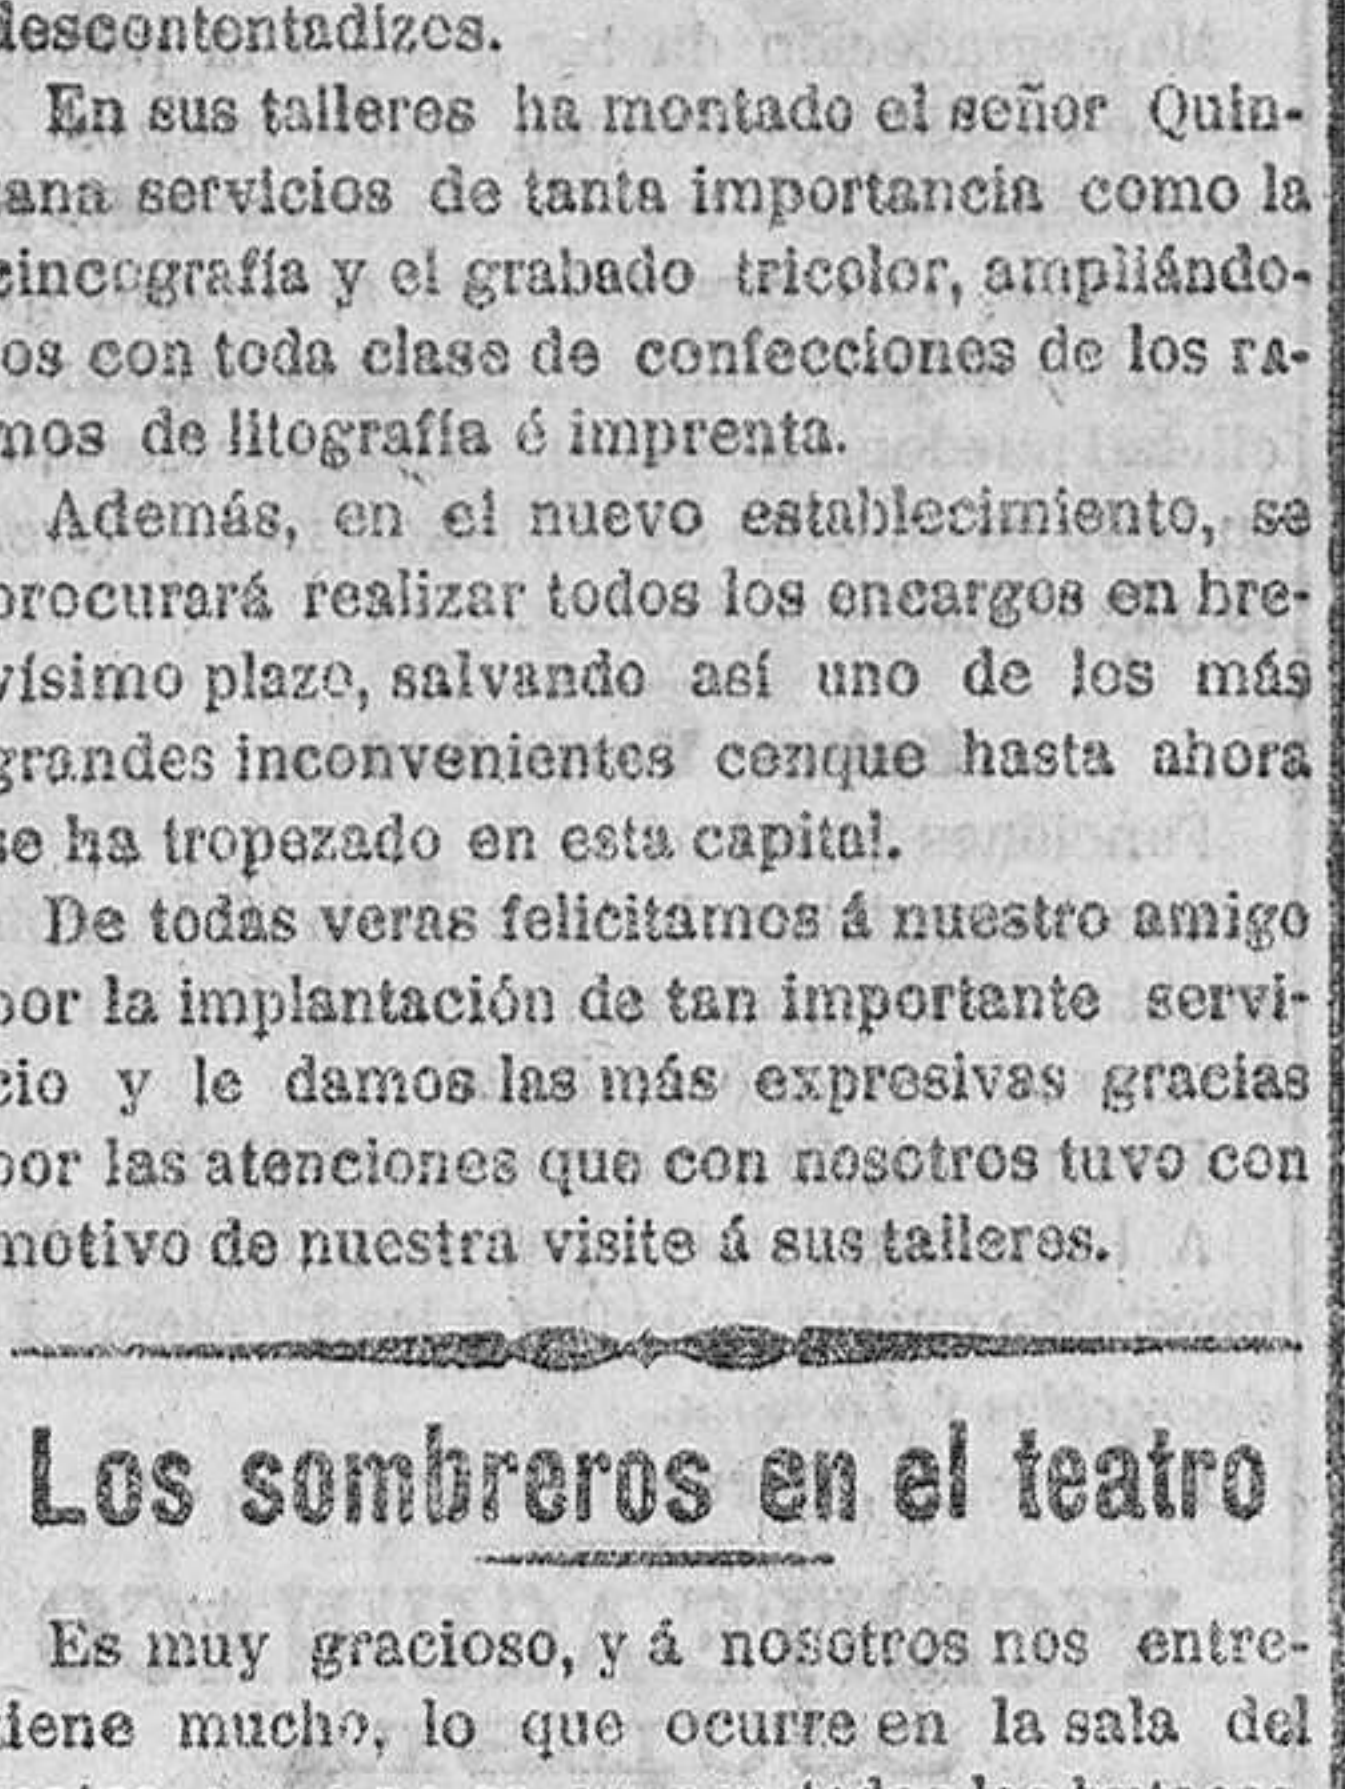 descontentadizos.
En sus talleres ha montado el señor Quin-
tana servicios de tanta importancia como la
cincografía y el grabado tricolor, ampliándo-
los con toda clase de confecciones de los ra-
mos de litografía é imprenta.
Además, en el nuevo establecimiento, se
procurará realizar todos los encargos en bre-
vísimo plazo, salvando así uno de los más
grandes inconvenientes conque hasta ahora
se ha tropezado en esta capital.
De todas veras felicitamos á nuestro amigo
por la implantación de tan importante servi-
cio y le damos las más expresivas gracias
por las atenciones que con nosotros tuvo con
motivo de nuestra visite á sus talleres.
Los sombreros en el teatro
Es muy gracioso, y á nosotros nos entre-
tiene mucho, lo que ocurre en la sala del